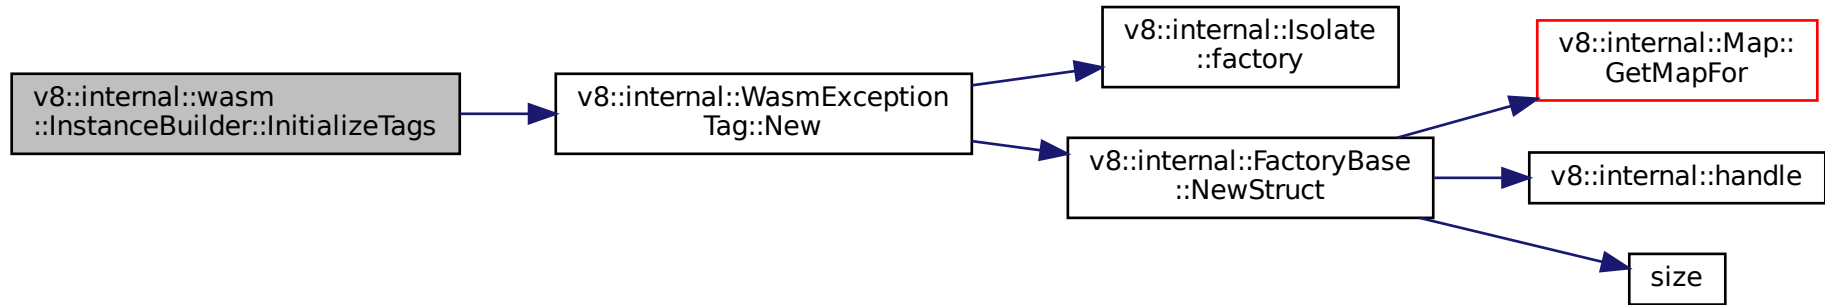 v8::internal::wasm
::InstanceBuilder::InitializeTags
v8::internal::WasmException
Tag::New
v8::internal::Isolate
::factory
v8::internal::FactoryBase
::NewStruct
v8::internal::Map::
GetMapFor
v8::internal::handle
size